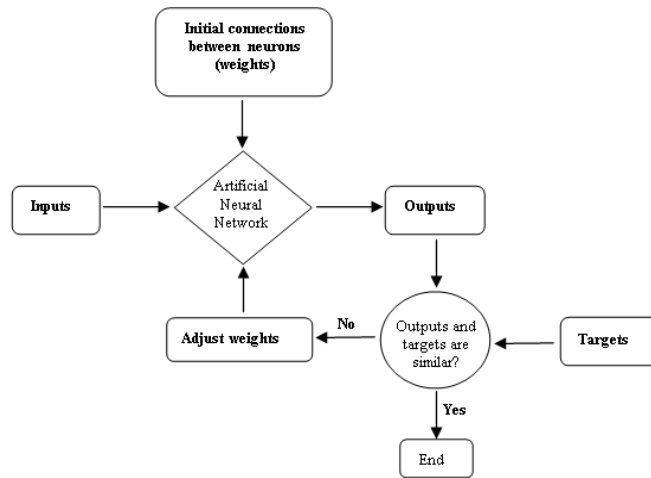 Initial connections
between neurons
(weights)
Artificial
Neural
Network
Inputs
Outputs
Adjust weights
No
Outputs and
targets are
similar?
Targets
Yes
End